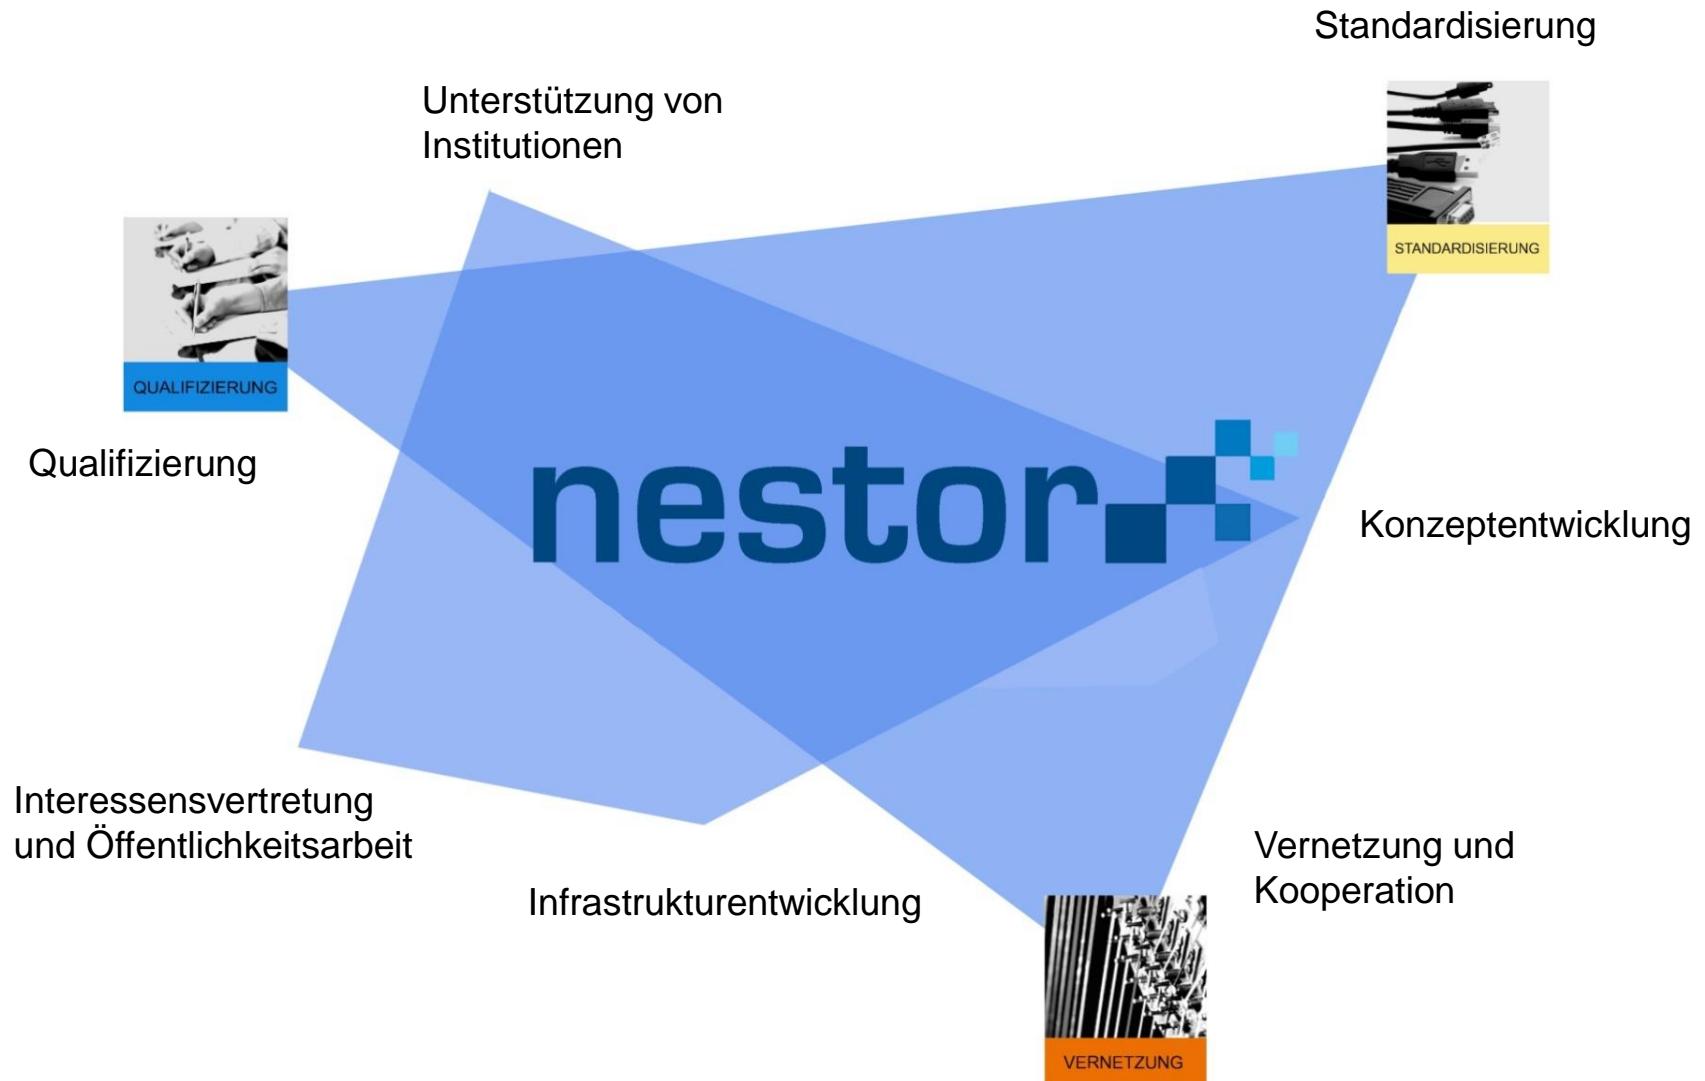 Standardisierung
Unterstützung von
Institutionen
STANDARDISIERUNG
QUALIFIZIERUNG
Qualifizierung
nestor
Konzeptentwicklung
Interessensvertretung
und Öffentlichkeitsarbeit
Vernetzung und
Kooperation
Infrastrukturentwicklung
VERNETZUNG